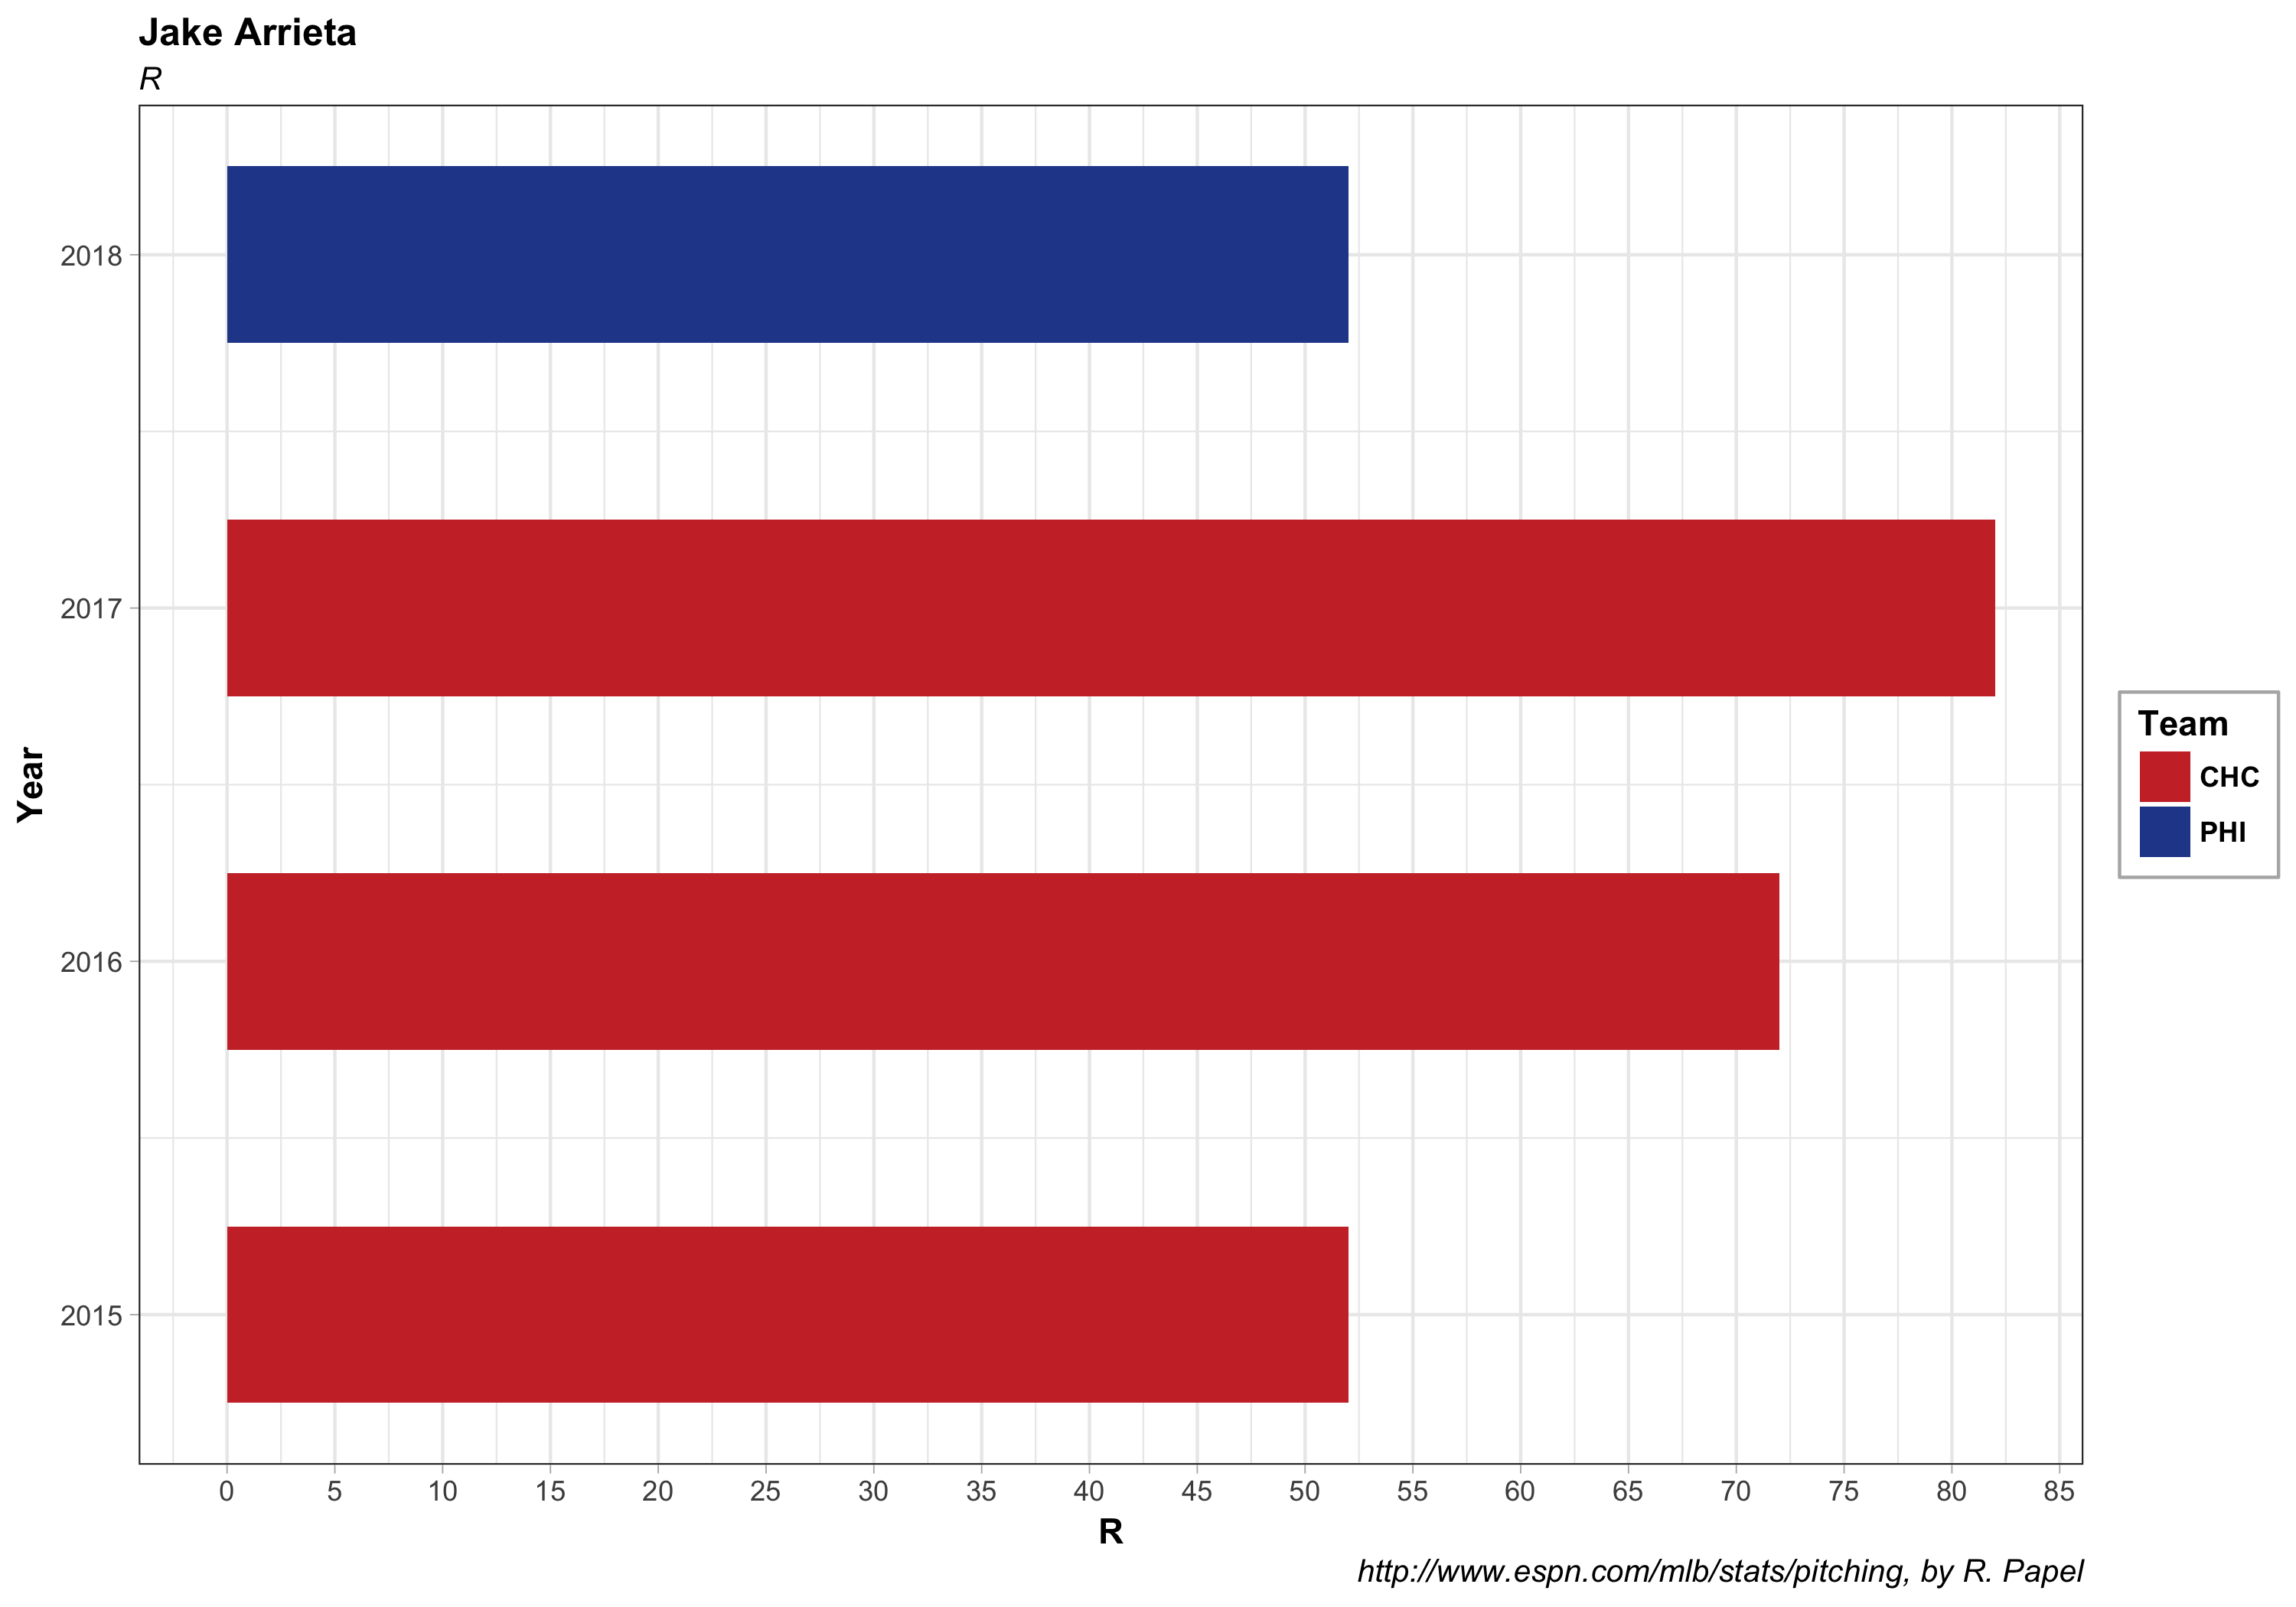 Jake Arrieta
R
Year
2018
2017
2016
2015
0 5 10 15 20 25 30 35 40 45 50 55 60 65 70 75 80 85
R
Team
CHC
PHI
http://www.espn.com/mlb/stats/pitching, by R. Papel